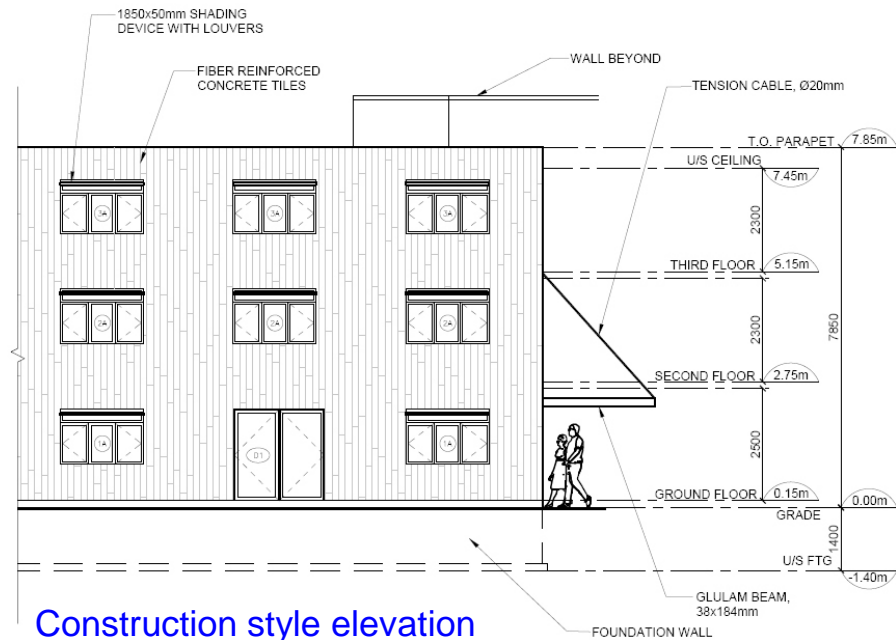 1850x50mm SHADING
DEVICE WITH LOUVERS
FIBER REINFORCED
CONCRETE TILES
WALL BEYOND
TENSION CABLE, Ø20mm
T.O. PARAPET 7.85m
U/S CEILING
7.45m
2300
THIRD FLOOR 5.15m
2300
7850
SECOND FLOOR 2.75m
2500
GROUND FLOOR 0.15m
0.00m
GRADE
1400
U/S FTG
-1.40m
3A 3A 3A
2A 2A 2A
1A D1 1A
GLULAM BEAM,
38x184mm
FOUNDATION WALL
Construction style elevation